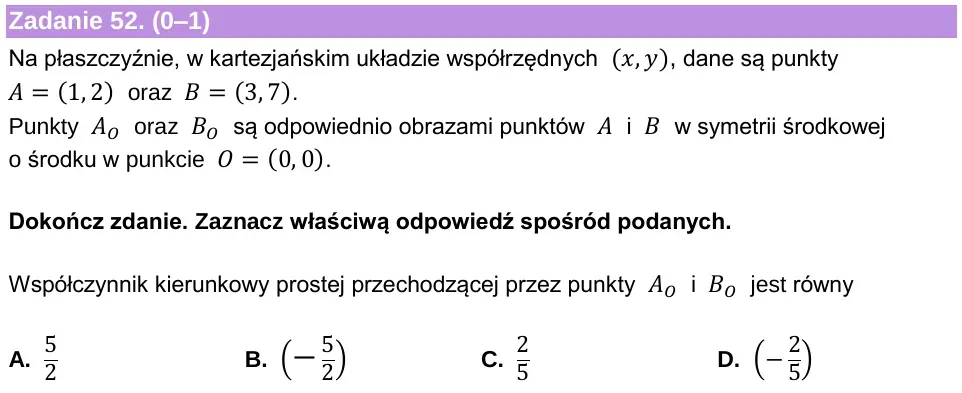 Zadanie 52. (0–1)
Na płaszczyźnie, w kartezjańskim układzie współrzędnych (x, y), dane są punkty
A = (1, 2) oraz B = (3, 7).
Punkty A_O oraz B_O są odpowiednio obrazami punktów A i B w symetrii środkowej
o środku w punkcie O = (0, 0).
Dokończ zdanie. Zaznacz właściwą odpowiedź spośród podanych.
Współczynnik kierunkowy prostej przechodzącej przez punkty A_O i B_O jest równy
A. 5/2 B. (−5/2) C. 2/5 D. (−2/5)